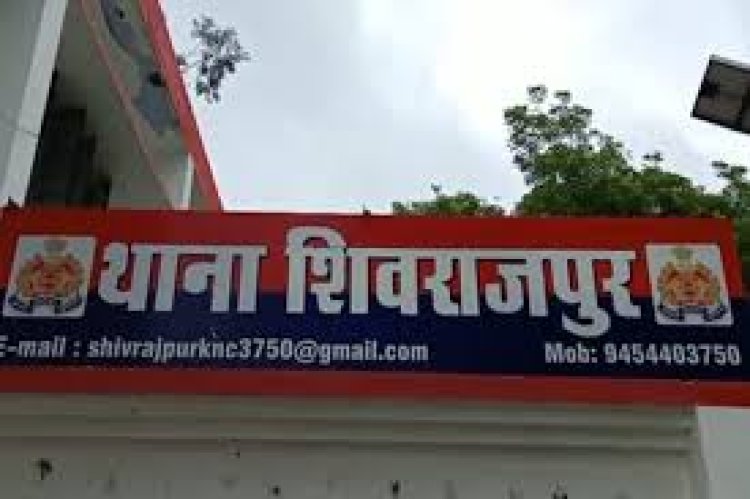 थाना शिवराजपुर
E-mail : shivrajpurknc3750@gmail.com Mob: 9454403750